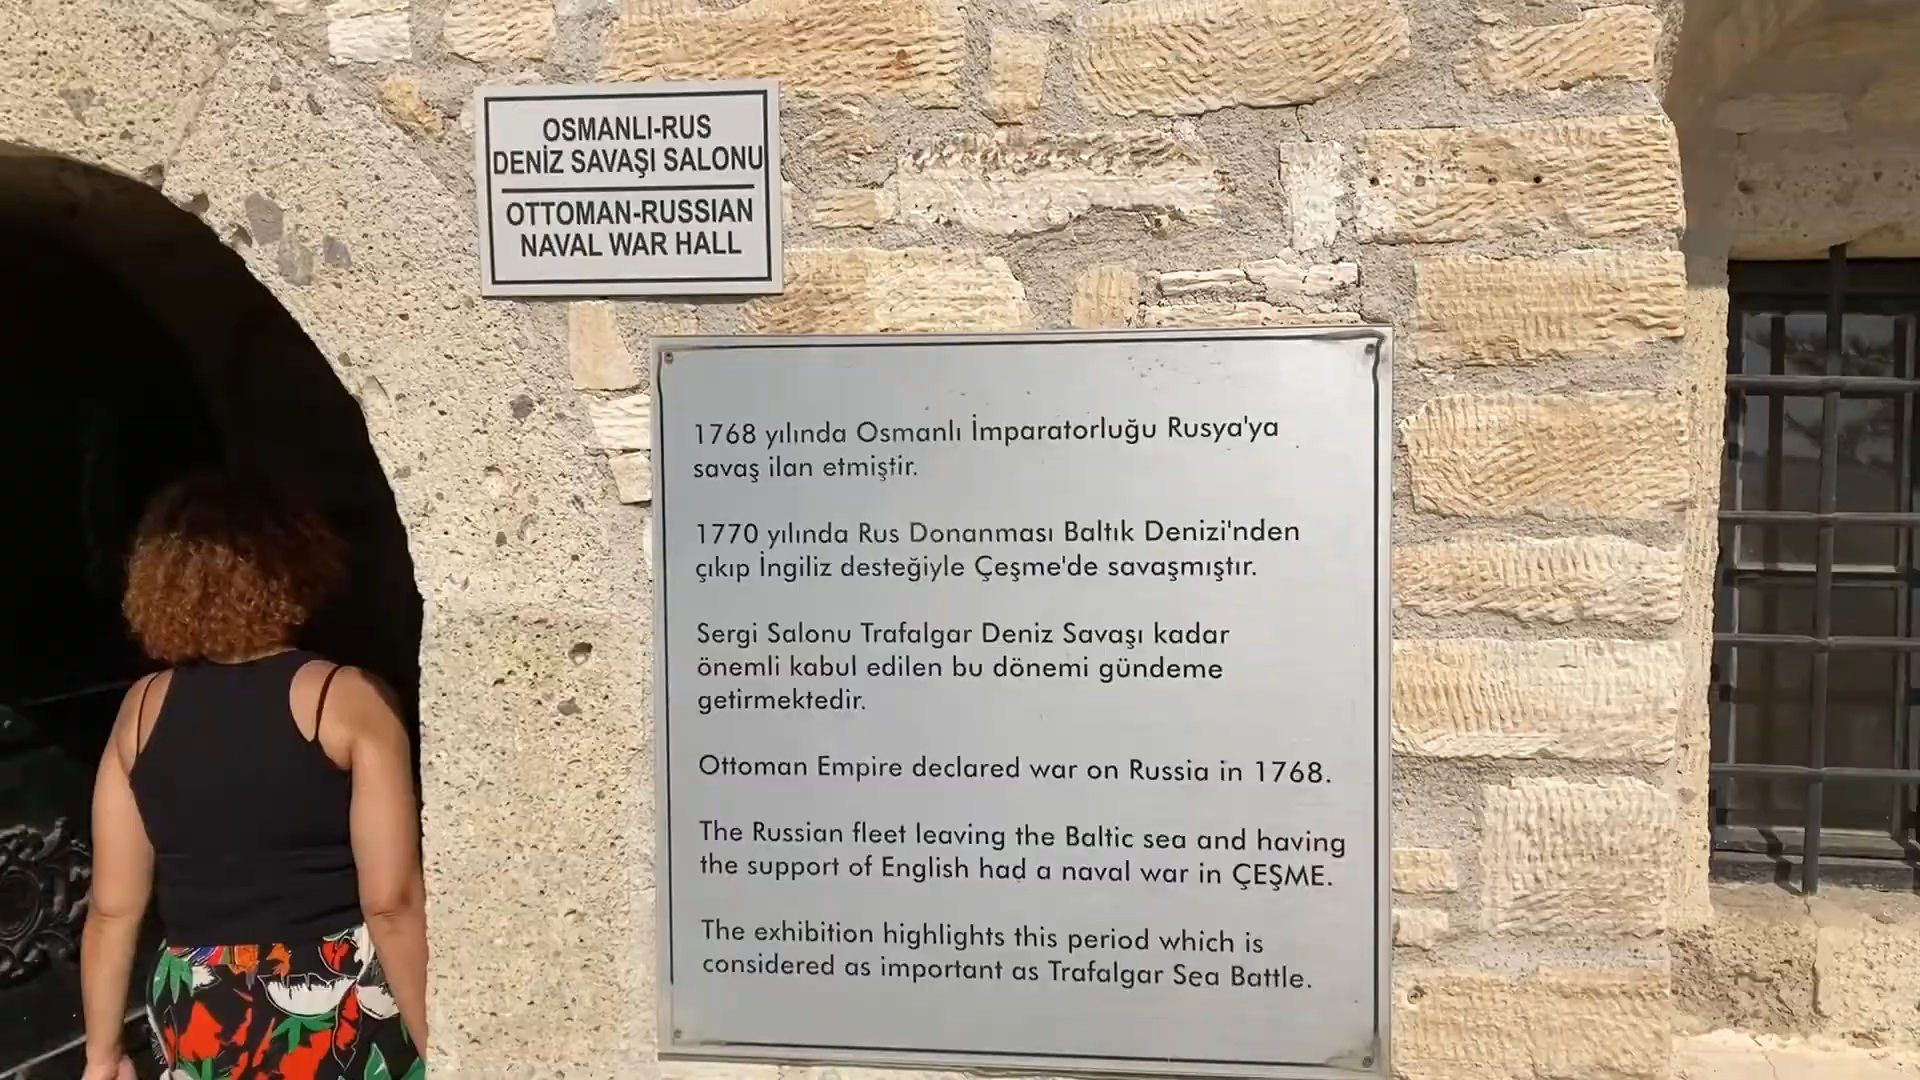 OSMANLI-RUS
DENİZ SAVAŞI SALONU
OTTOMAN-RUSSIAN
NAVAL WAR HALL
1768 yılında Osmanlı İmparatorluğu Rusya'ya
savaş ilan etmiştir.
1770 yılında Rus Donanması Baltık Denizi'nden
çıkıp İngiliz desteğiyle Çeşme'de savaşmıştır.
Sergi Salonu Trafalgar Deniz Savaşı kadar
önemli kabul edilen bu dönemi gündeme
getirmektedir.
Ottoman Empire declared war on Russia in 1768.
The Russian fleet leaving the Baltic sea and having
the support of English had a naval war in ÇEŞME.
The exhibition highlights this period which is
considered as important as Trafalgar Sea Battle.